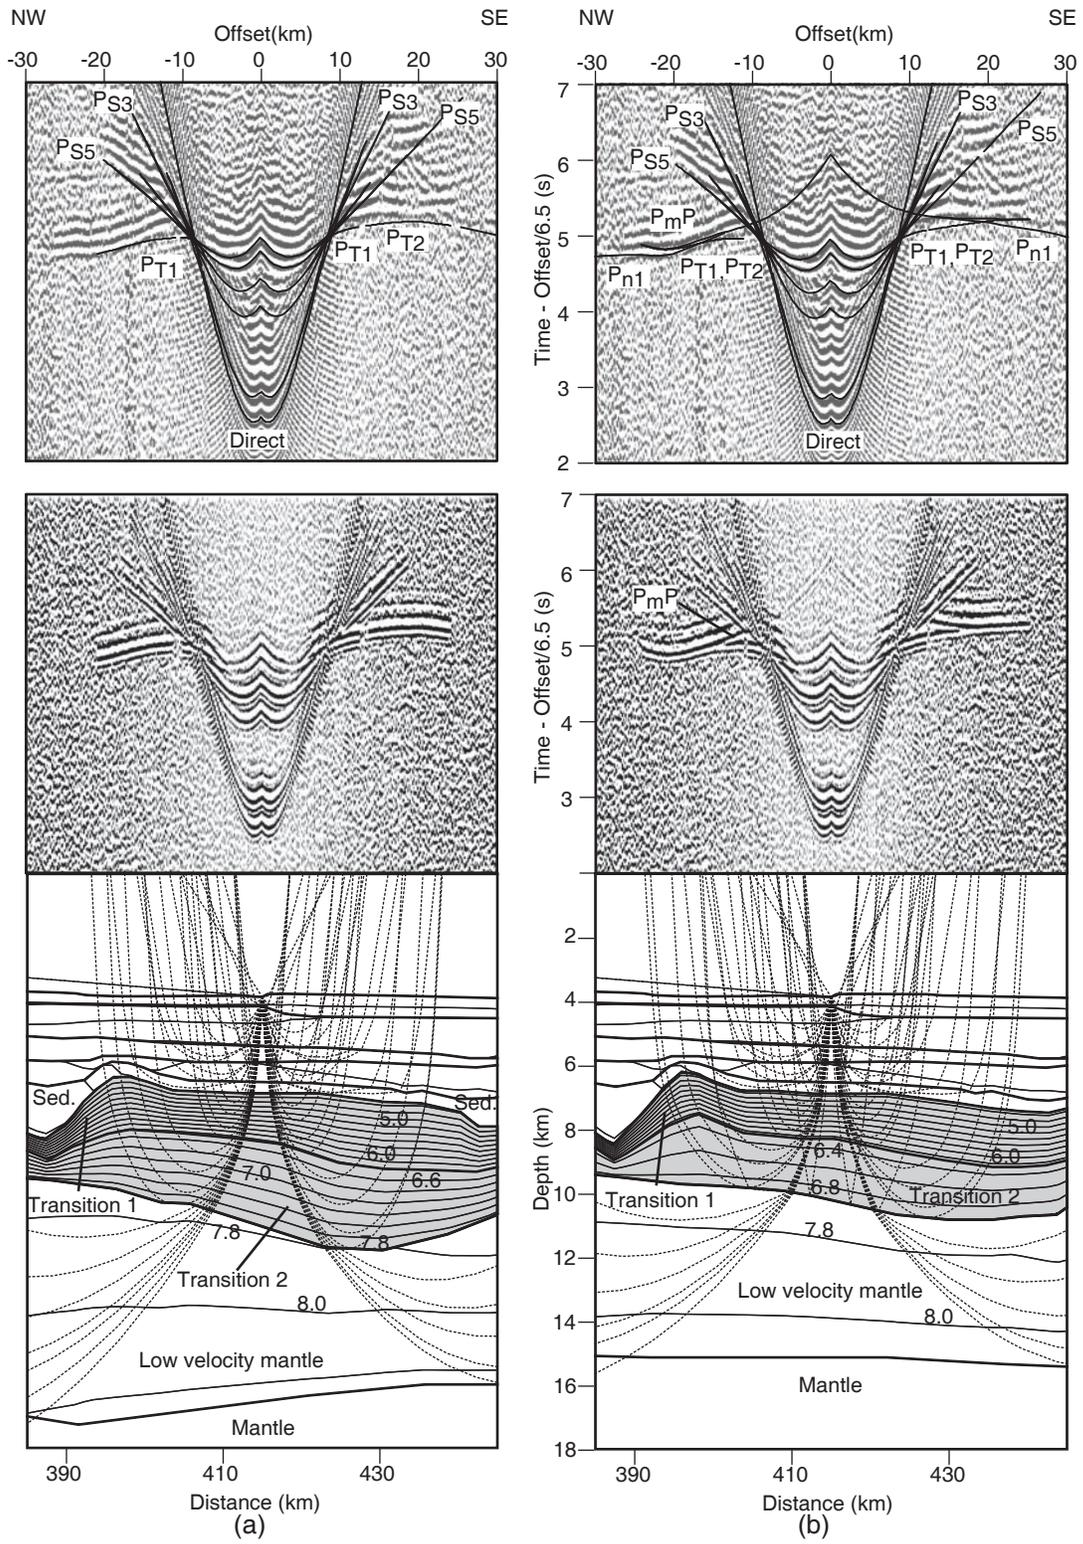 NW SE
Offset(km)
-30 -20 -10 0 10 20 30
PS3 PS3
PS5 PS5
PT1 PT1 PT2
Direct
NW SE
Offset(km)
-30 -20 -10 0 10 20 30
7
6
5
4
3
2
Time - Offset/6.5 (s)
PS3 PS3
PS5 PS5
PmP
Pn1 PT1,PT2 PT1,PT2 Pn1
Direct
7
6
5
4
3
Time - Offset/6.5 (s)
PmP
Sed. Sed.
5.0
6.0
7.0 6.6
Transition 1
7.8 7.8
Transition 2
8.0
Low velocity mantle
Mantle
390 410 430
Distance (km)
(a)
2
4
6
8
10
12
14
16
18
Depth (km)
5.0
6.4 6.0
6.8 Transition 2
Transition 1
7.8
Low velocity mantle
8.0
Mantle
390 410 430
Distance (km)
(b)